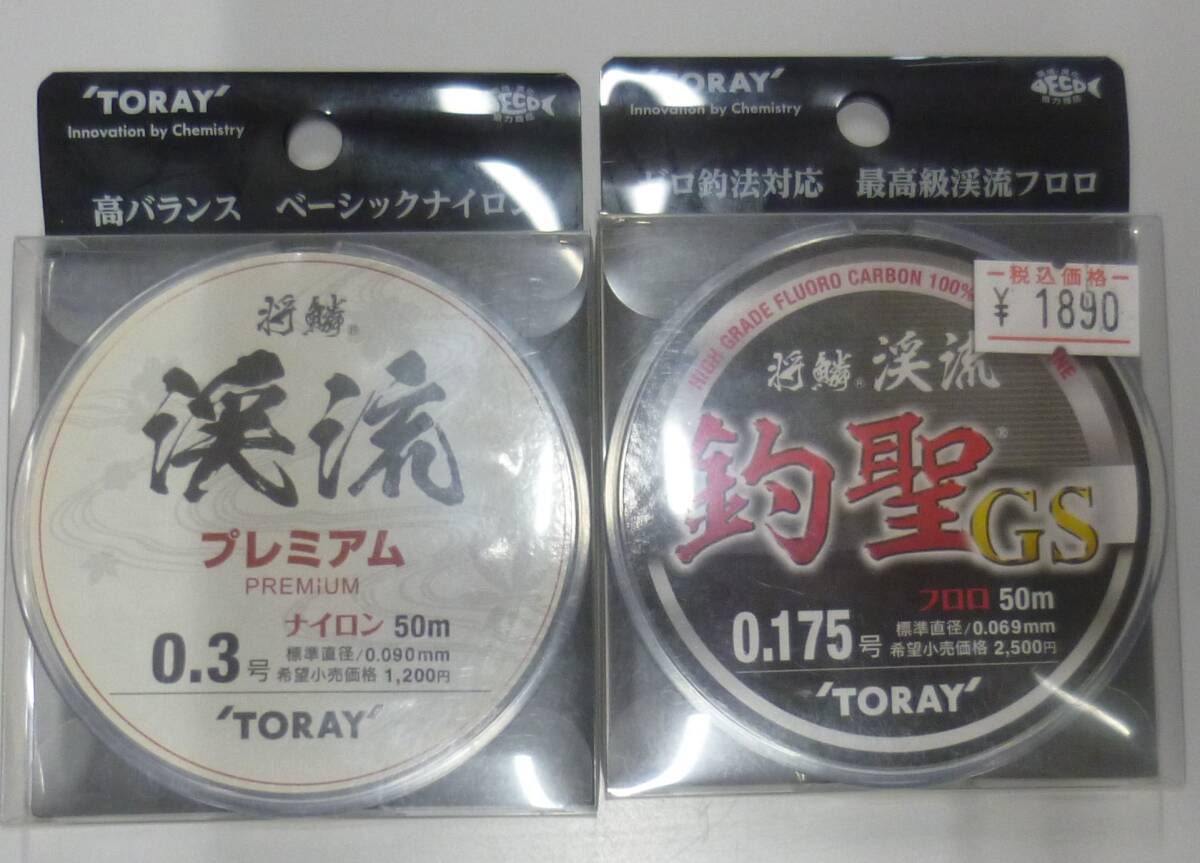 'TORAY'
Innovation by Chemistry
高バランス ベーシックナイロン
将鱗®
渓流
プレミアム
PREMiUM
ナイロン 50m
0.3号
標準直径/0.090mm
希望小売価格 1,200円
'TORAY'
TORAY'
Innovation by Chemistry
ゼロ釣法対応 最高級渓流フロロ
HIGH GRADE FLUORO CARBON 100%
税込価格
¥ 1890
将鱗® 渓流
釣聖®GS
フロロ 50m
0.175号
標準直径/0.069mm
希望小売価格 2,500円
'TORAY'